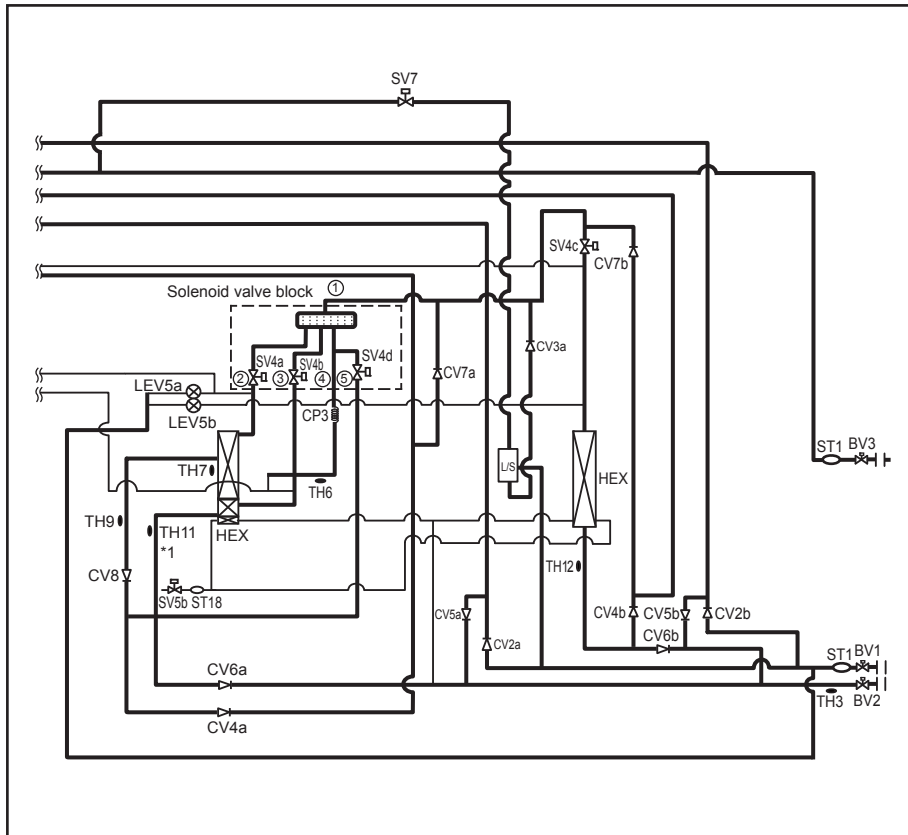 SV7
SV4c
CV7b
Solenoid valve block ①
SV4a
SV4b
SV4d
CV3a
② ③ ④ ⑤
CV7a
LEV5a
LEV5b
CP3
ST1 BV3
TH7
L/S
TH6
HEX
TH9
TH11
*1
HEX
TH12
CV8
SV5b ST18
CV5a
CV4b CV5b CV2b
CV2a
CV6b
ST1 BV1
CV6a
TH3 BV2
CV4a